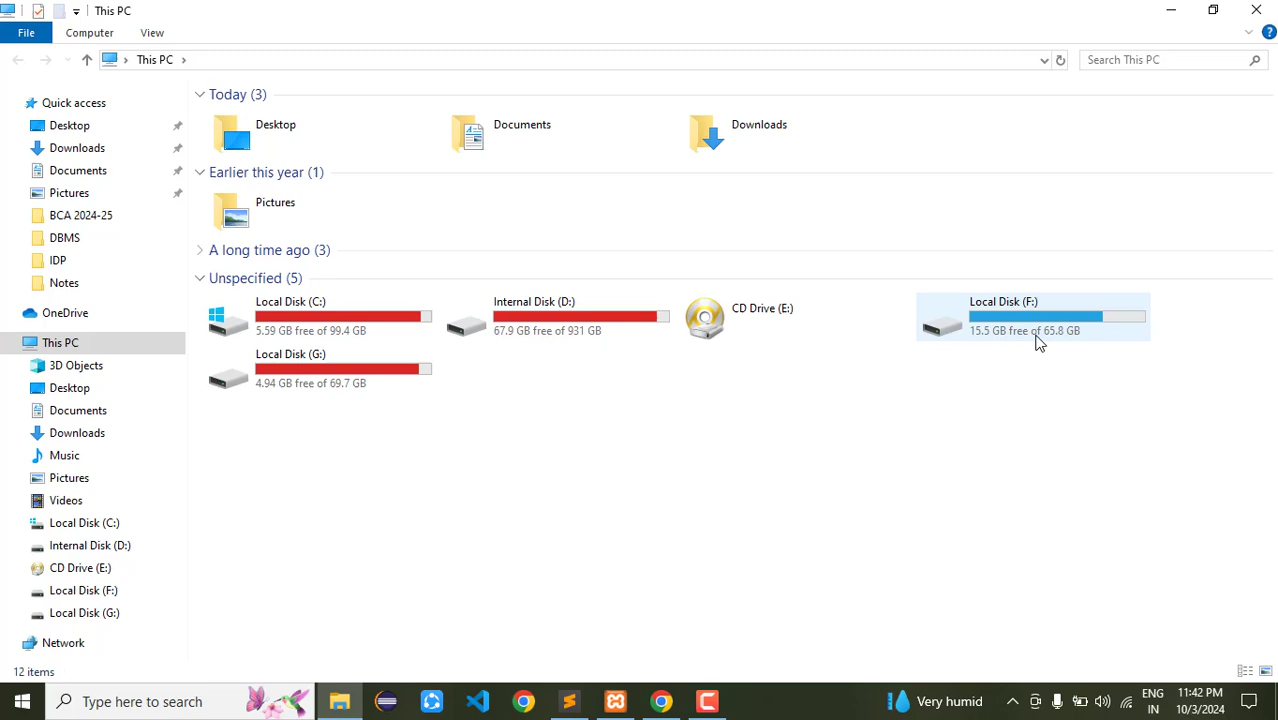 This PC
File Computer View
This PC
Search This PC
Quick access
Desktop
Downloads
Documents
Pictures
BCA 2024-25
DBMS
IDP
Notes
OneDrive
This PC
3D Objects
Desktop
Documents
Downloads
Music
Pictures
Videos
Local Disk (C:)
Internal Disk (D:)
CD Drive (E:)
Local Disk (F:)
Local Disk (G:)
Network
Today (3)
Desktop
Documents
Downloads
Earlier this year (1)
Pictures
A long time ago (3)
Unspecified (5)
Local Disk (C:)
5.59 GB free of 99.4 GB
Internal Disk (D:)
67.9 GB free of 931 GB
CD Drive (E:)
Local Disk (F:)
15.5 GB free of 65.8 GB
Local Disk (G:)
4.94 GB free of 69.7 GB
12 items
Type here to search
Very humid
ENG
IN
11:42 PM
10/3/2024